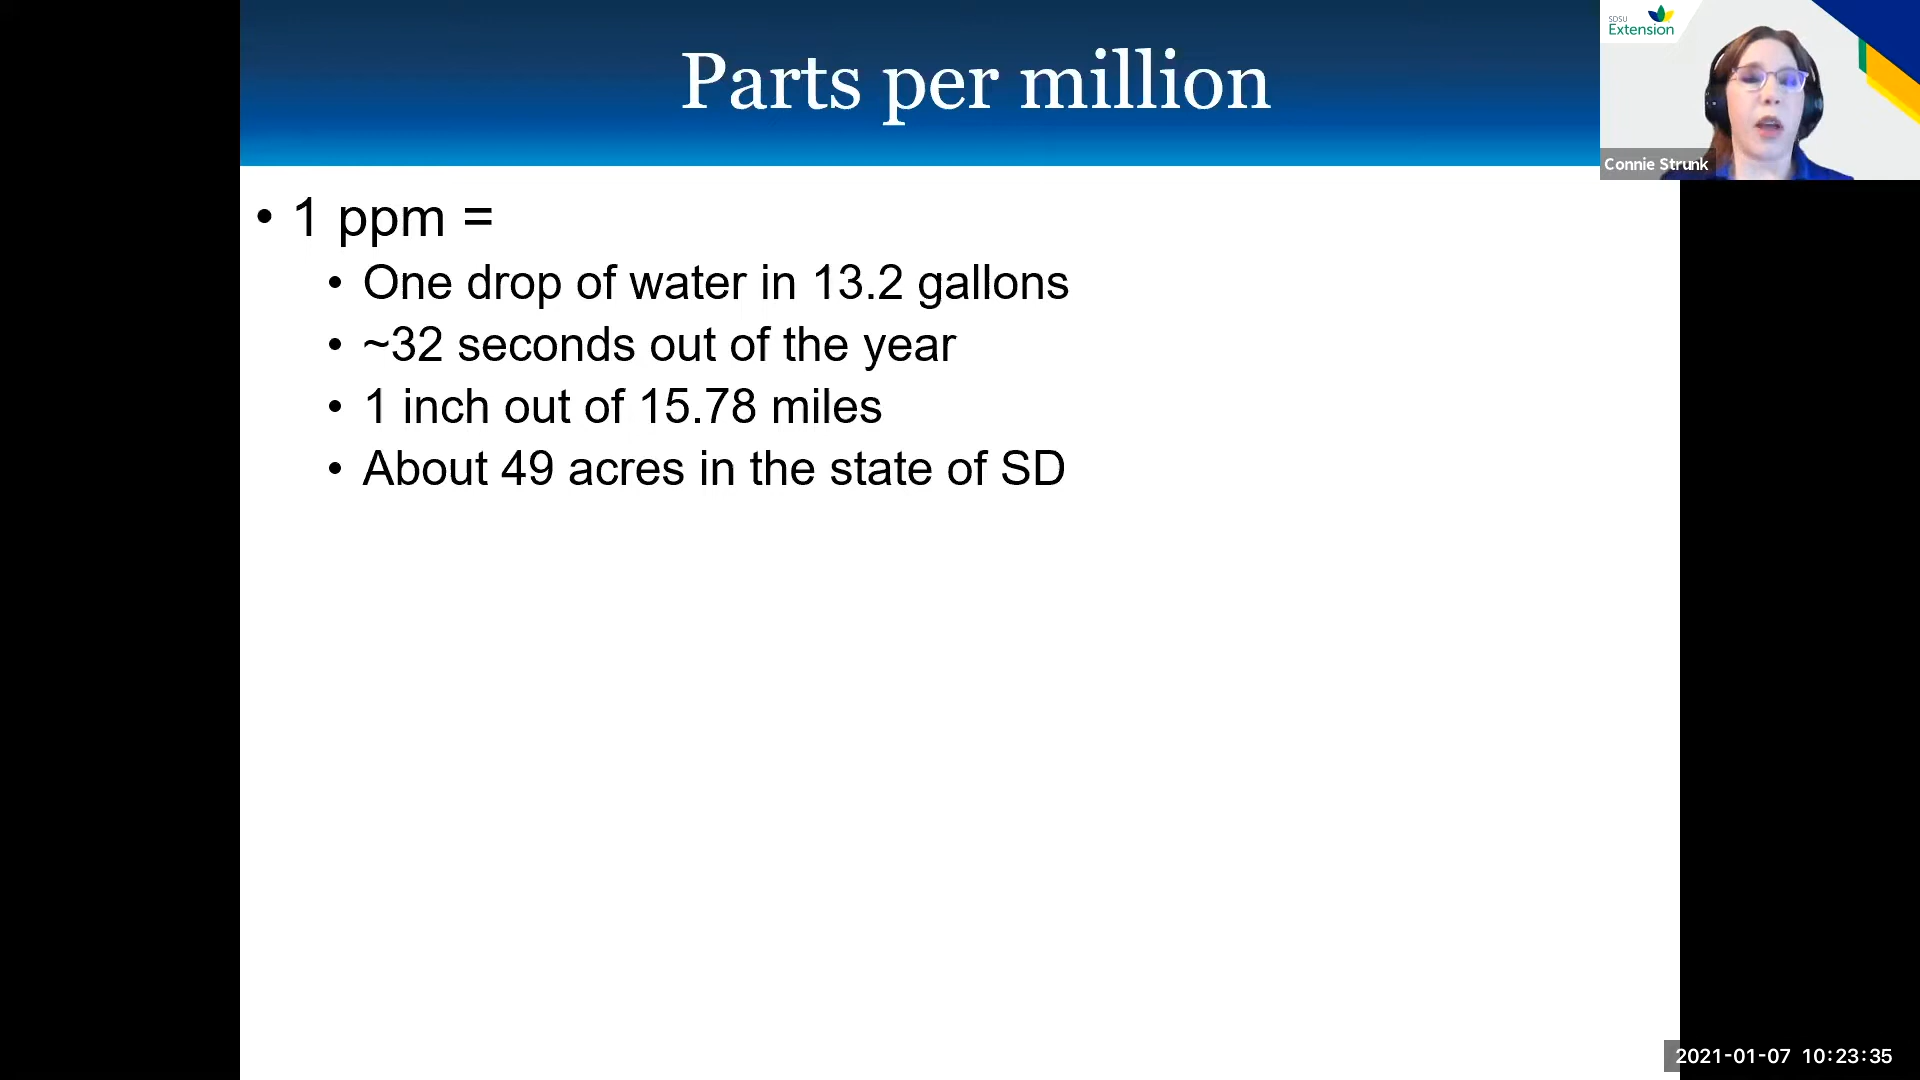 Parts per million
SDSU
Extension
Connie Strunk
• 1 ppm =
• One drop of water in 13.2 gallons
• ~32 seconds out of the year
• 1 inch out of 15.78 miles
• About 49 acres in the state of SD
2021-01-07 10:23:35